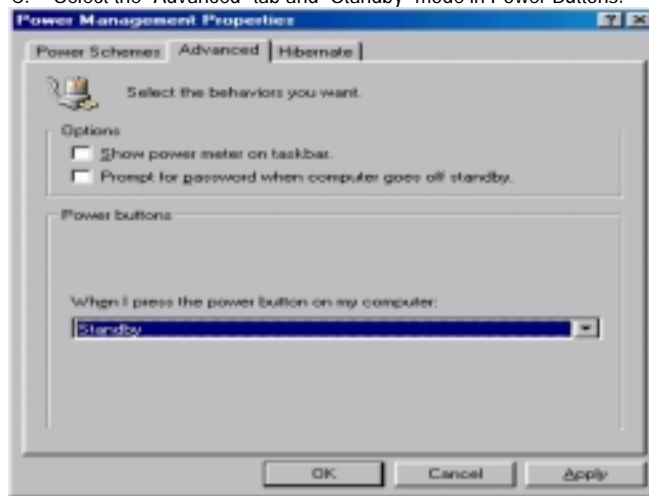 Select the "Advanced" tab and "Standby" mode in Power Buttons.
Power Management Properties
Power Schemes Advanced Hibernate
Select the behaviors you want.
Options
Show power meter on taskbar.
Prompt for password when computer goes off standby.
Power buttons
When I press the power button on my computer:
Standby
OK Cancel Apply